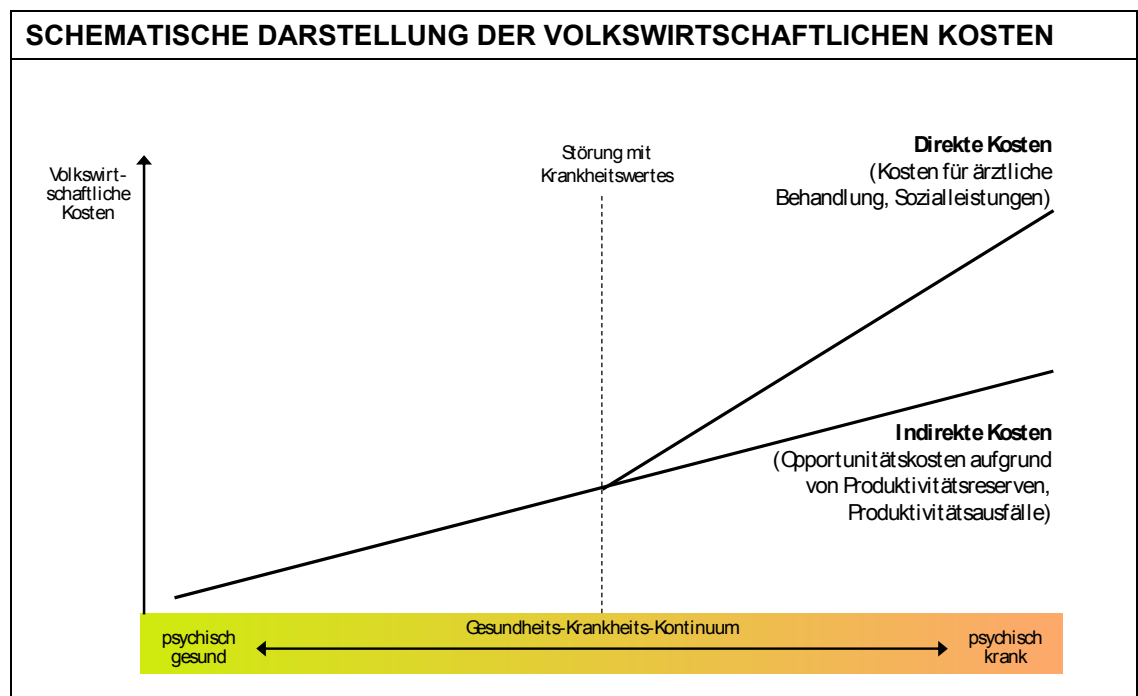 SCHEMATISCHE DARSTELLUNG DER VOLKSWIRTSCHAFTLICHEN KOSTEN
Volkswirt-
schaftliche
Kosten
Störung mit
Krankheitswertes
Direkte Kosten
(Kosten für ärztliche
Behandlung, Sozialleistungen)
Indirekte Kosten
(Opportunitätskosten aufgrund
von Produktivitätsreserven,
Produktivitätsausfälle)
psychisch
gesund
Gesundheits-Krankheits-Kontinuum
psychisch
krank